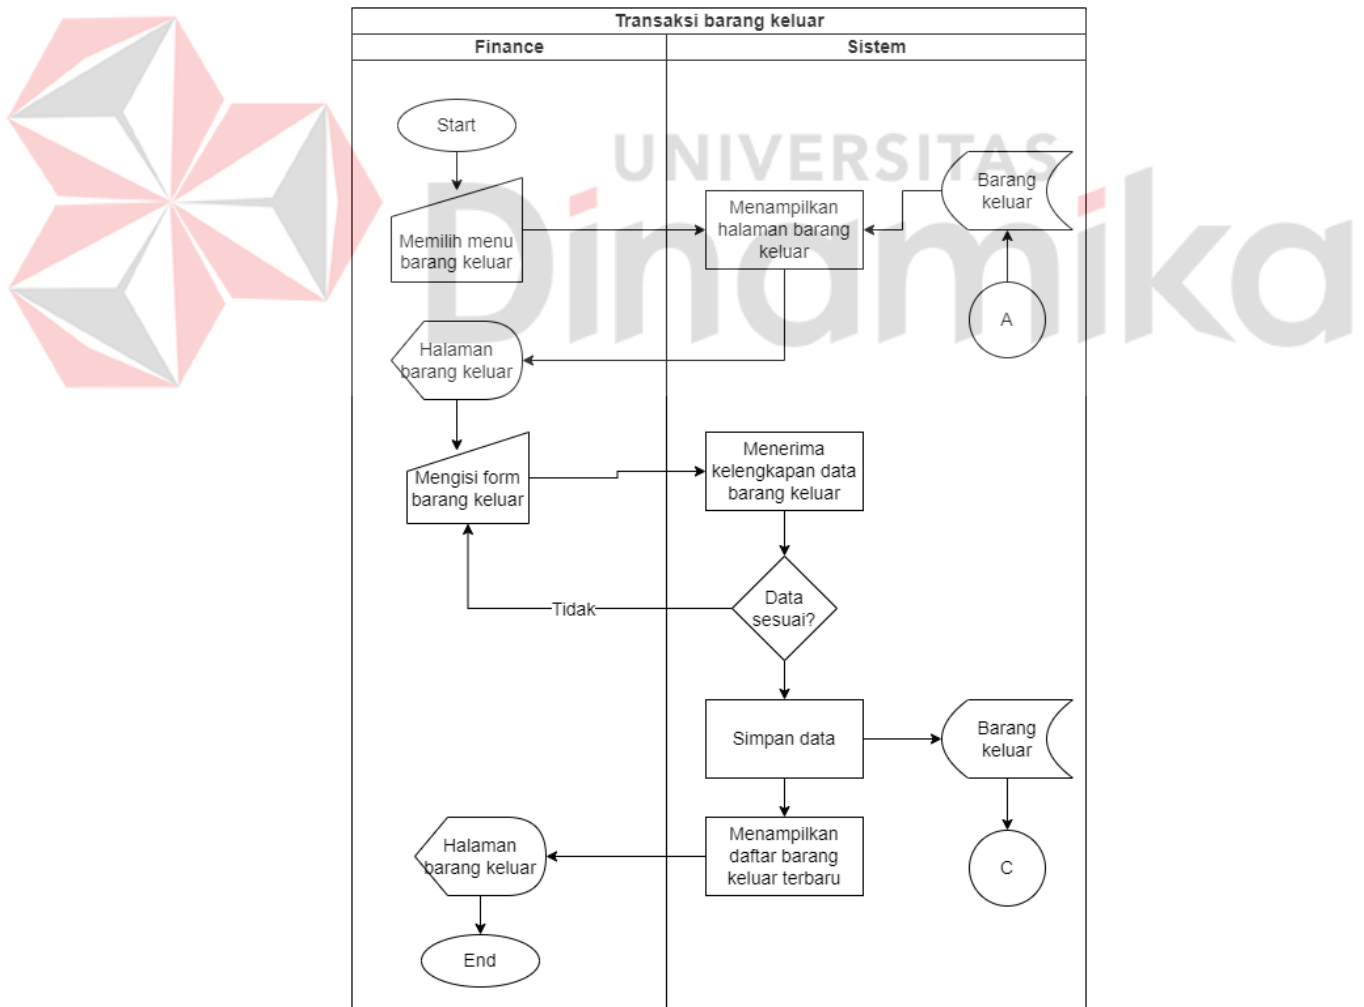 Transaksi barang keluar
Finance
Sistem
UNIVERSITAS
Dinamika
Start
Memilih menu
barang keluar
Menampilkan
halaman barang
keluar
Barang
keluar
A
Halaman
barang keluar
Mengisi form
barang keluar
Menerima
kelengkapan data
barang keluar
Data
sesuai?
Tidak
Simpan data
Barang
keluar
Menampilkan
daftar barang
keluar terbaru
C
Halaman
barang keluar
End